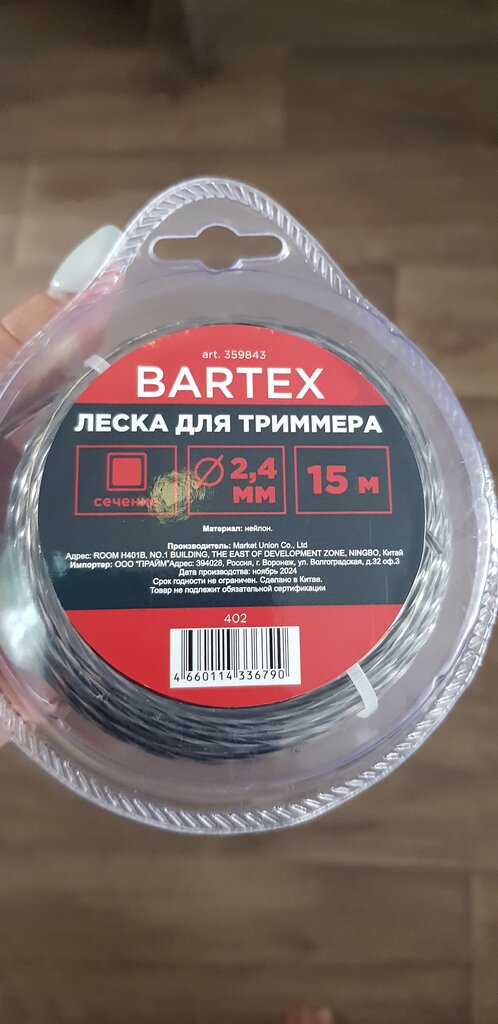 art. 359843
BARTEX
ЛЕСКА ДЛЯ ТРИММЕРА
сечение
2,4 мм
15 м
Материал: нейлон.
Производитель: Market Union Co., Ltd
Адрес: ROOM H401B, NO.1 BUILDING, THE EAST OF DEVELOPMENT ZONE, NINGBO, Китай
Импортер: ООО "ПРАЙМ"Адрес: 394028, Россия, г. Воронеж, ул. Волгоградская, д.32 оф.3
Дата производства: ноябрь 2024
Срок годности не ограничен. Сделано в Китае.
Товар не подлежит обязательной сертификации
402
4 660114 336790